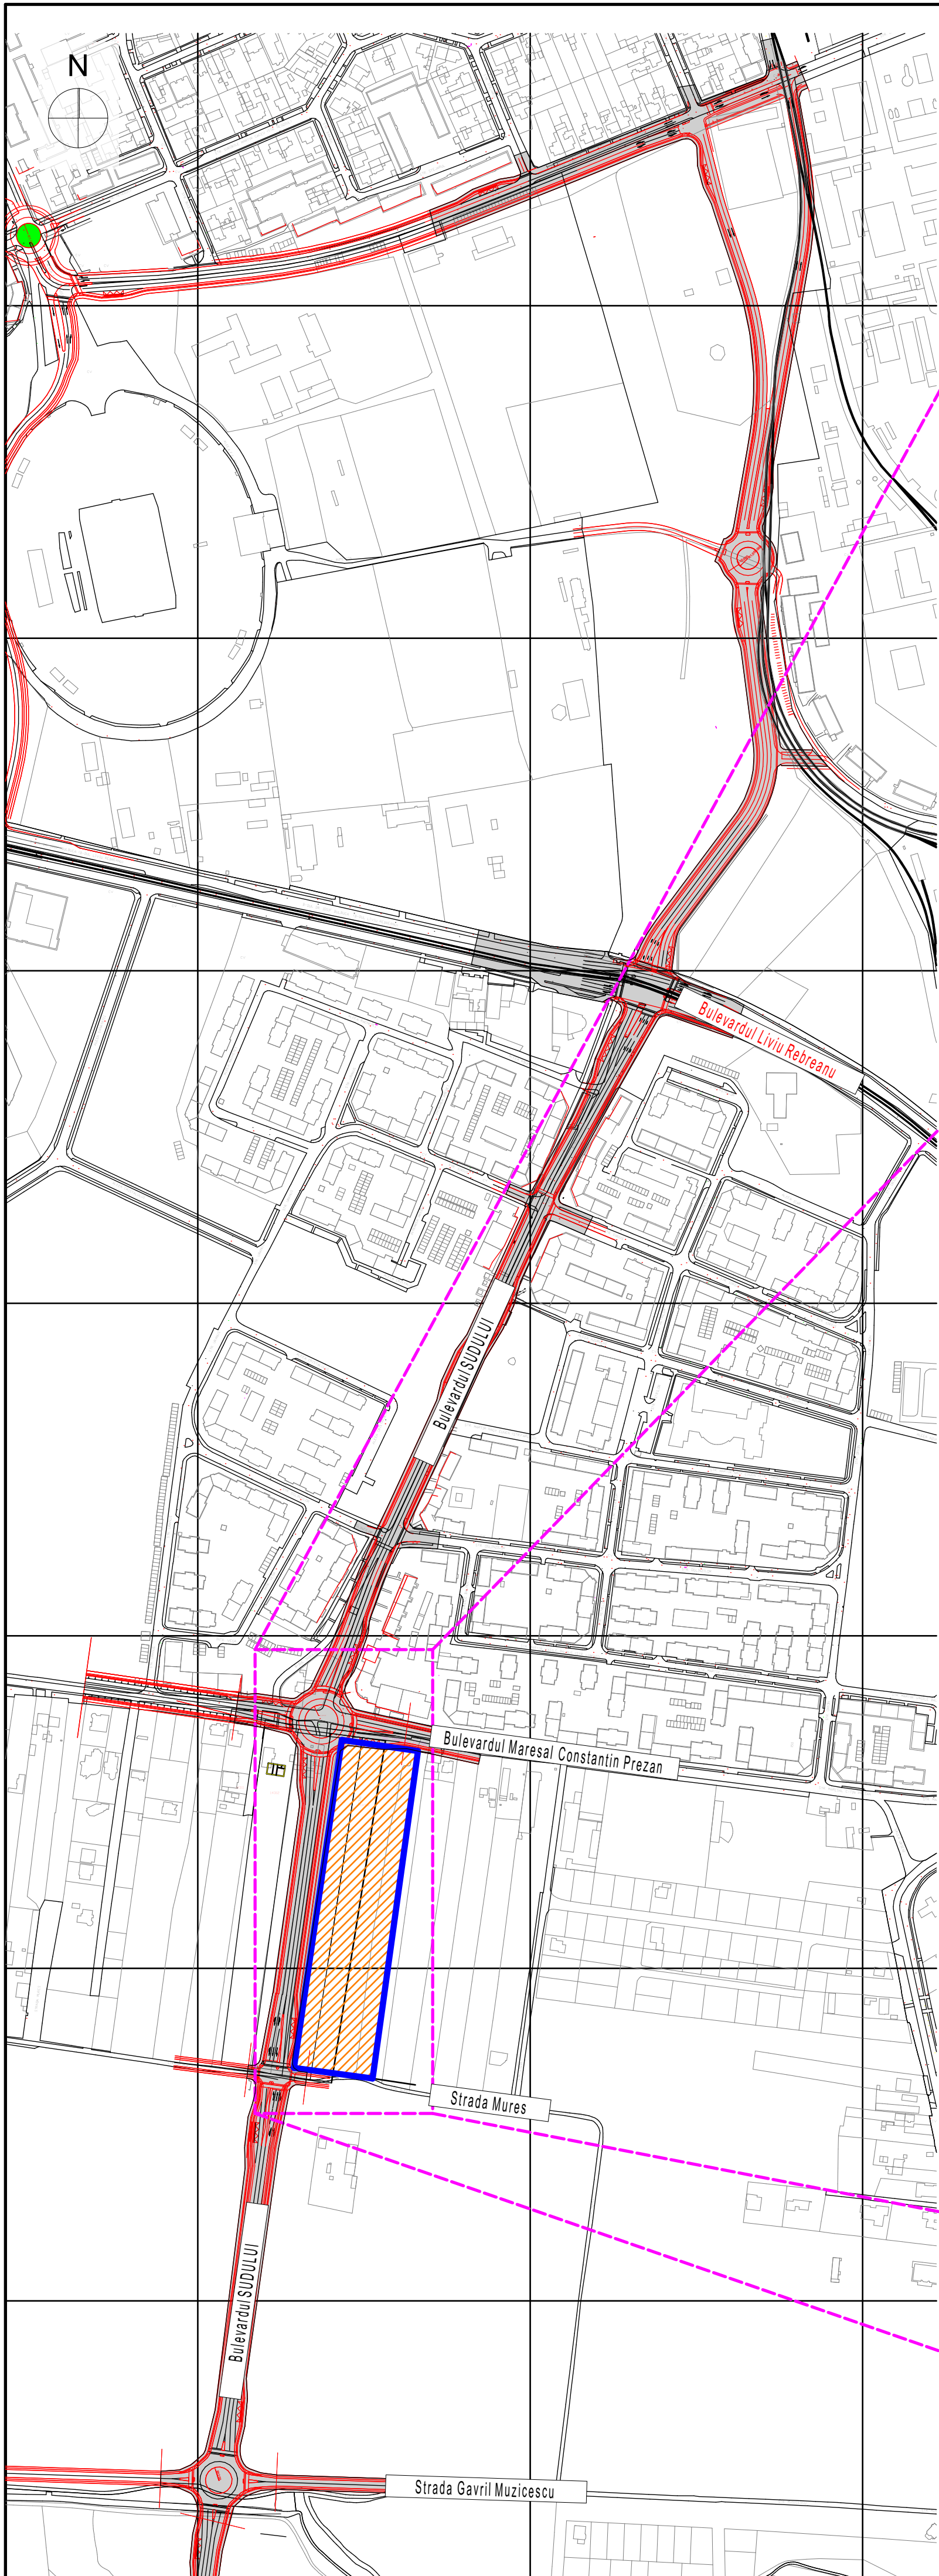 N
Bulevardul Liviu Rebreanu
Bulevardul SUDULUI
Bulevardul Maresal Constantin Prezan
Strada Mures
Bulevardul SUDULUI
Strada Gavril Muzicescu